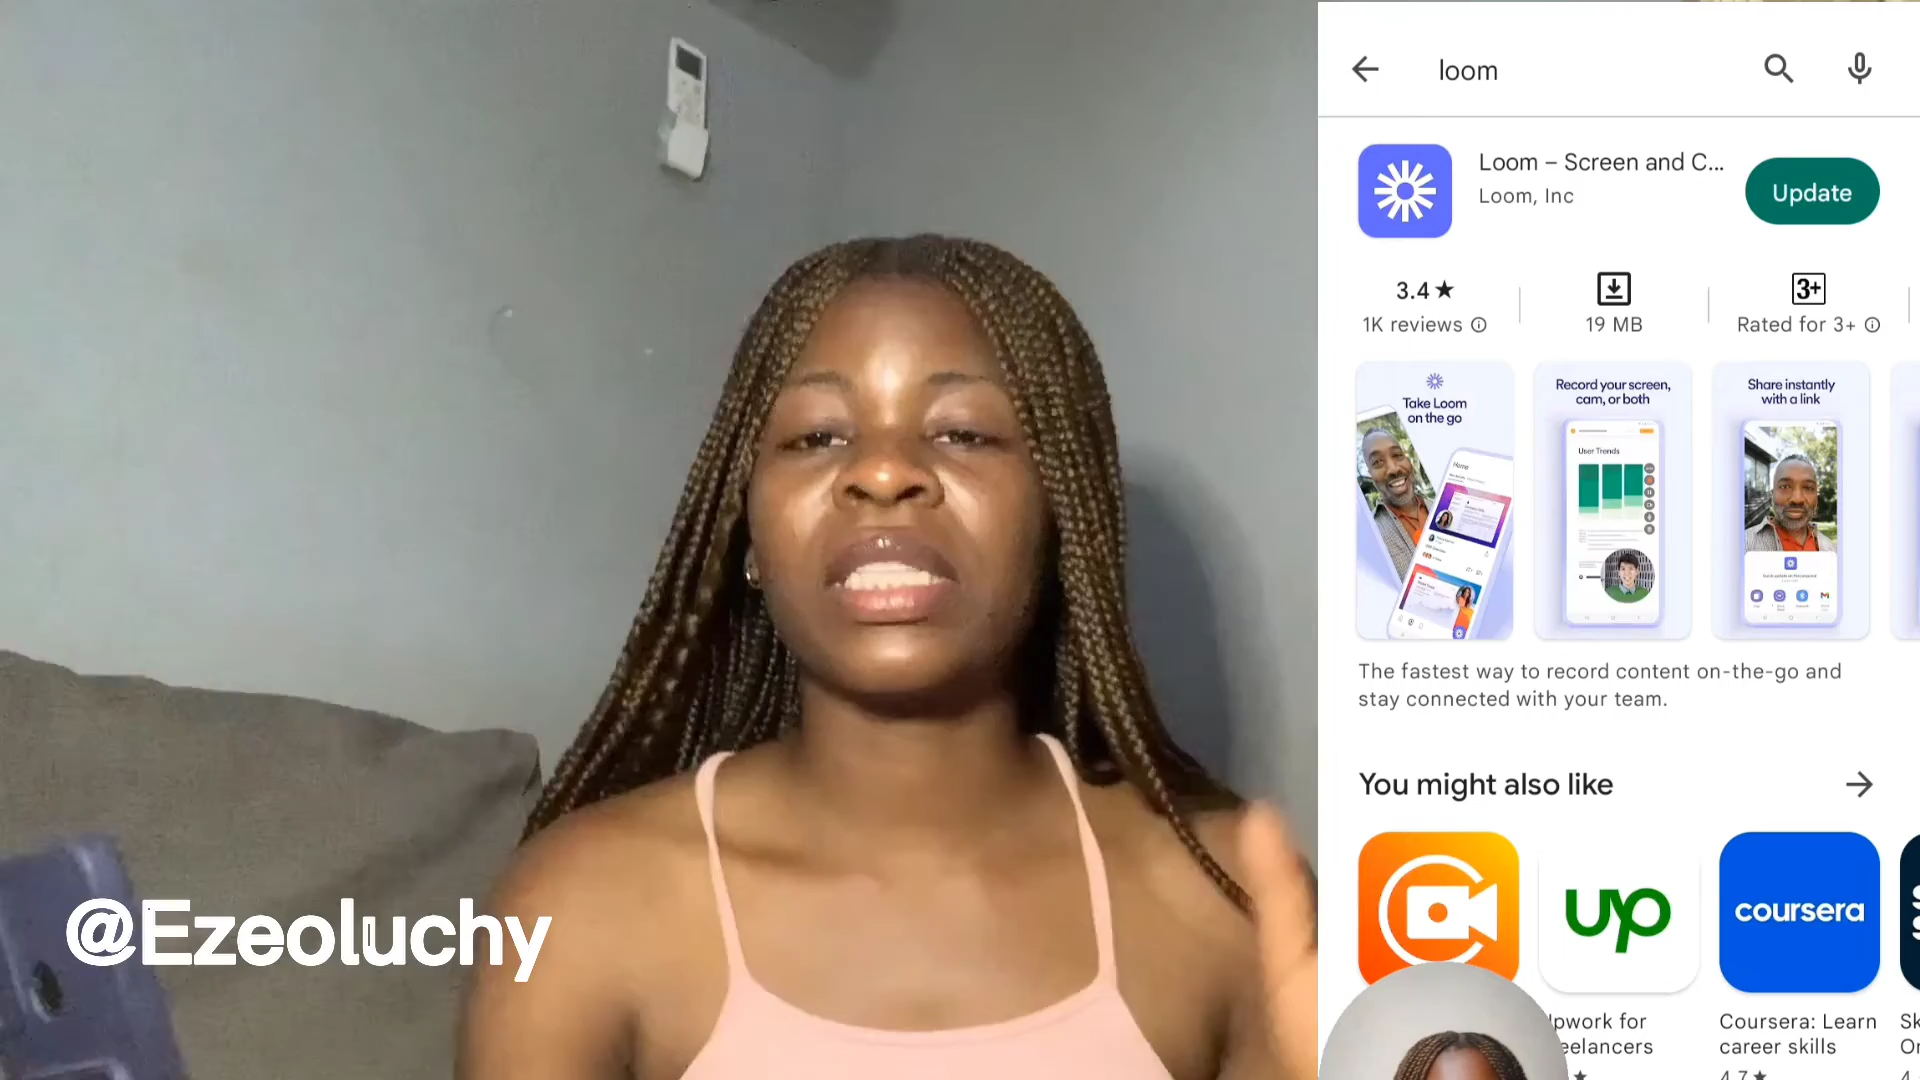 loom
Loom – Screen and C...
Loom, Inc
Update
3.4★
1K reviews
19 MB
3+
Rated for 3+
Take Loom
on the go
Record your screen,
cam, or both
User Trends
Share instantly
with a link
Home
The fastest way to record content on-the-go and
stay connected with your team.
You might also like
up
coursera
@Ezeoluchy
Coursera: Learn
career skills
4.7★